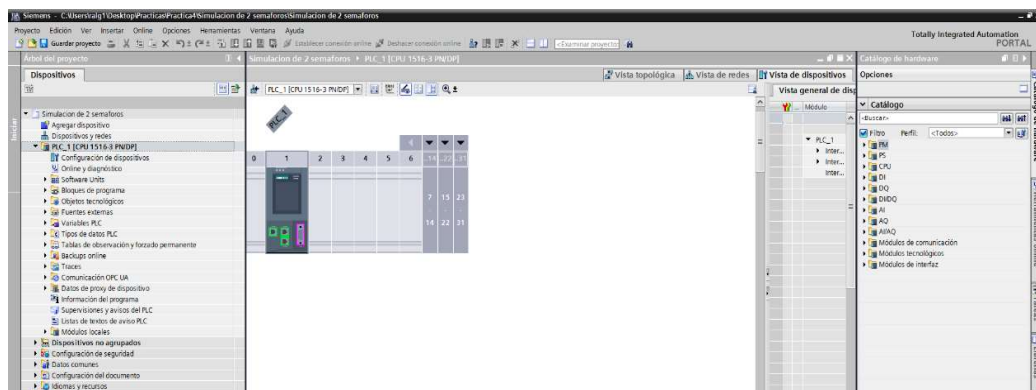 Siemens - C:\Users\ralg1\Desktop\Practicas\Practica4\Simulacion de 2 semaforos\Simulacion de 2 semaforos
Proyecto Edición Ver Insertar Online Opciones Herramientas Ventana Ayuda
Guardar proyecto Establecer conexión online Deshacer conexión online <Examinar proyecto>
Totally Integrated Automation
PORTAL
Árbol del proyecto
Simulacion de 2 semaforos PLC_1 [CPU 1516-3 PN/DP]
Catálogo de hardware
Dispositivos
Vista topológica Vista de redes Vista de dispositivos
Opciones
PLC_1 [CPU 1516-3 PN/DP]
Vista general de disp
Módulo
PLC_1
Inter...
Inter...
Inter...
Catálogo
<Buscar>
Filtro Perfil: <Todos>
PM
PS
CPU
DI
DQ
DI/DQ
AI
AQ
AI/AQ
Módulos de comunicación
Módulos tecnológicos
Módulos de interfaz
Iniciar
Simulacion de 2 semaforos
Agregar dispositivo
Dispositivos y redes
PLC_1 [CPU 1516-3 PN/DP]
Configuración de dispositivos
Online y diagnóstico
Software Units
Bloques de programa
Objetos tecnológicos
Fuentes externas
Variables PLC
Tipos de datos PLC
Tablas de observación y forzado permanente
Backups online
Traces
Comunicación OPC UA
Datos de proxy de dispositivo
Información del programa
Supervisiones y avisos del PLC
Listas de textos de aviso PLC
Módulos locales
Dispositivos no agrupados
Configuración de seguridad
Datos comunes
Configuración del documento
Idiomas y recursos
PLC_1
0 1 2 3 4 5 6
7 15 23
14 22 31